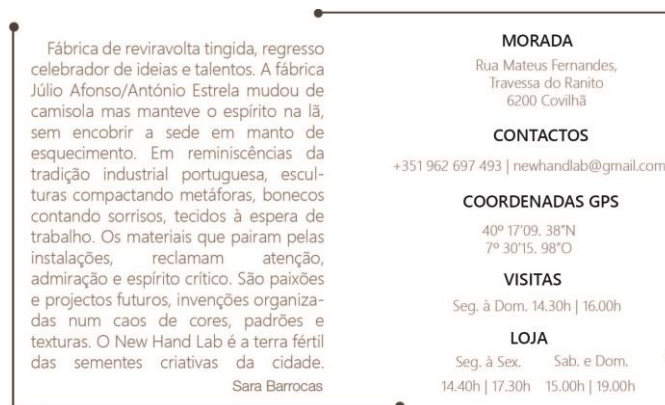 Fábrica de reviravolta tingida, regresso
celebrador de ideias e talentos. A fábrica
Júlio Afonso/António Estrela mudou de
camisola mas manteve o espírito na lã,
sem encobrir a sede em manto de
esquecimento. Em reminiscências da
tradição industrial portuguesa, escul-
turas compactando metáforas, bonecos
contando sorrisos, tecidos à espera de
trabalho. Os materiais que pairam pelas
instalações, reclamam atenção,
admiração e espírito crítico. São paixões
e projectos futuros, invenções organiza-
das num caos de cores, padrões e
texturas. O New Hand Lab é a terra fértil
das sementes criativas da cidade.
Sara Barrocas
MORADA
Rua Mateus Fernandes,
Travessa do Ranito
6200 Covilhã
CONTACTOS
+351 962 697 493 | newhandlab@gmail.com
COORDENADAS GPS
40º 17'09. 38"N
7º 30'15. 98"O
VISITAS
Seg. à Dom. 14.30h | 16.00h
LOJA
Seg. à Sex. Sab. e Dom.
14.40h | 17.30h 15.00h | 19.00h